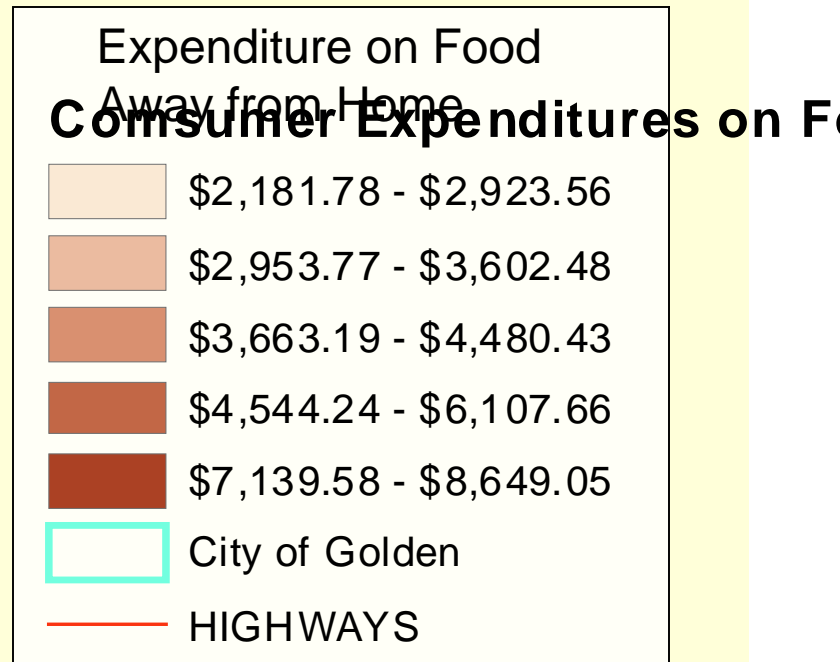 Expenditure on Food
Away from Home
Comsumer Expenditures on F
$2,181.78 - $2,923.56
$2,953.77 - $3,602.48
$3,663.19 - $4,480.43
$4,544.24 - $6,107.66
$7,139.58 - $8,649.05
City of Golden
HIGHWAYS